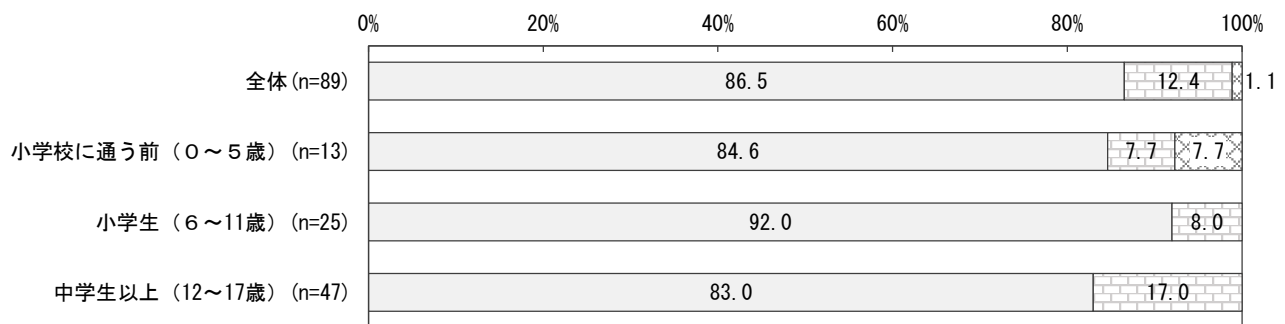 0% 20% 40% 60% 80% 100%
全体(n=89) 86.5 12.4 1.1
小学校に通う前（０～５歳）(n=13) 84.6 7.7 7.7
小学生（６～11歳）(n=25) 92.0 8.0
中学生以上（12～17歳）(n=47) 83.0 17.0